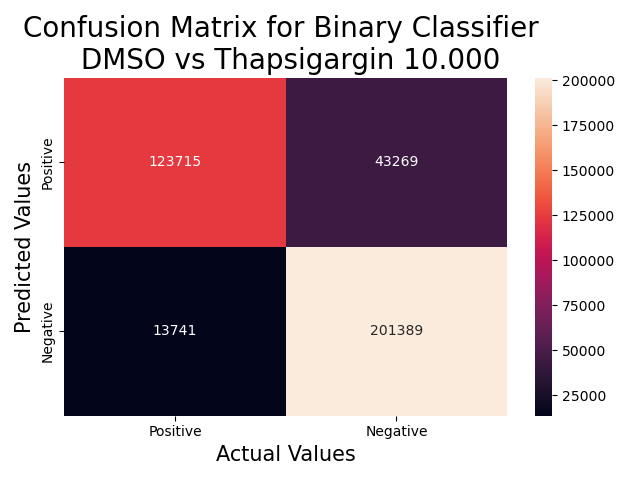 Confusion Matrix for Binary Classifier
DMSO vs Thapsigargin 10.000
Predicted Values
Positive
Negative
123715
43269
13741
201389
Positive
Negative
Actual Values
200000
175000
150000
125000
100000
75000
50000
25000